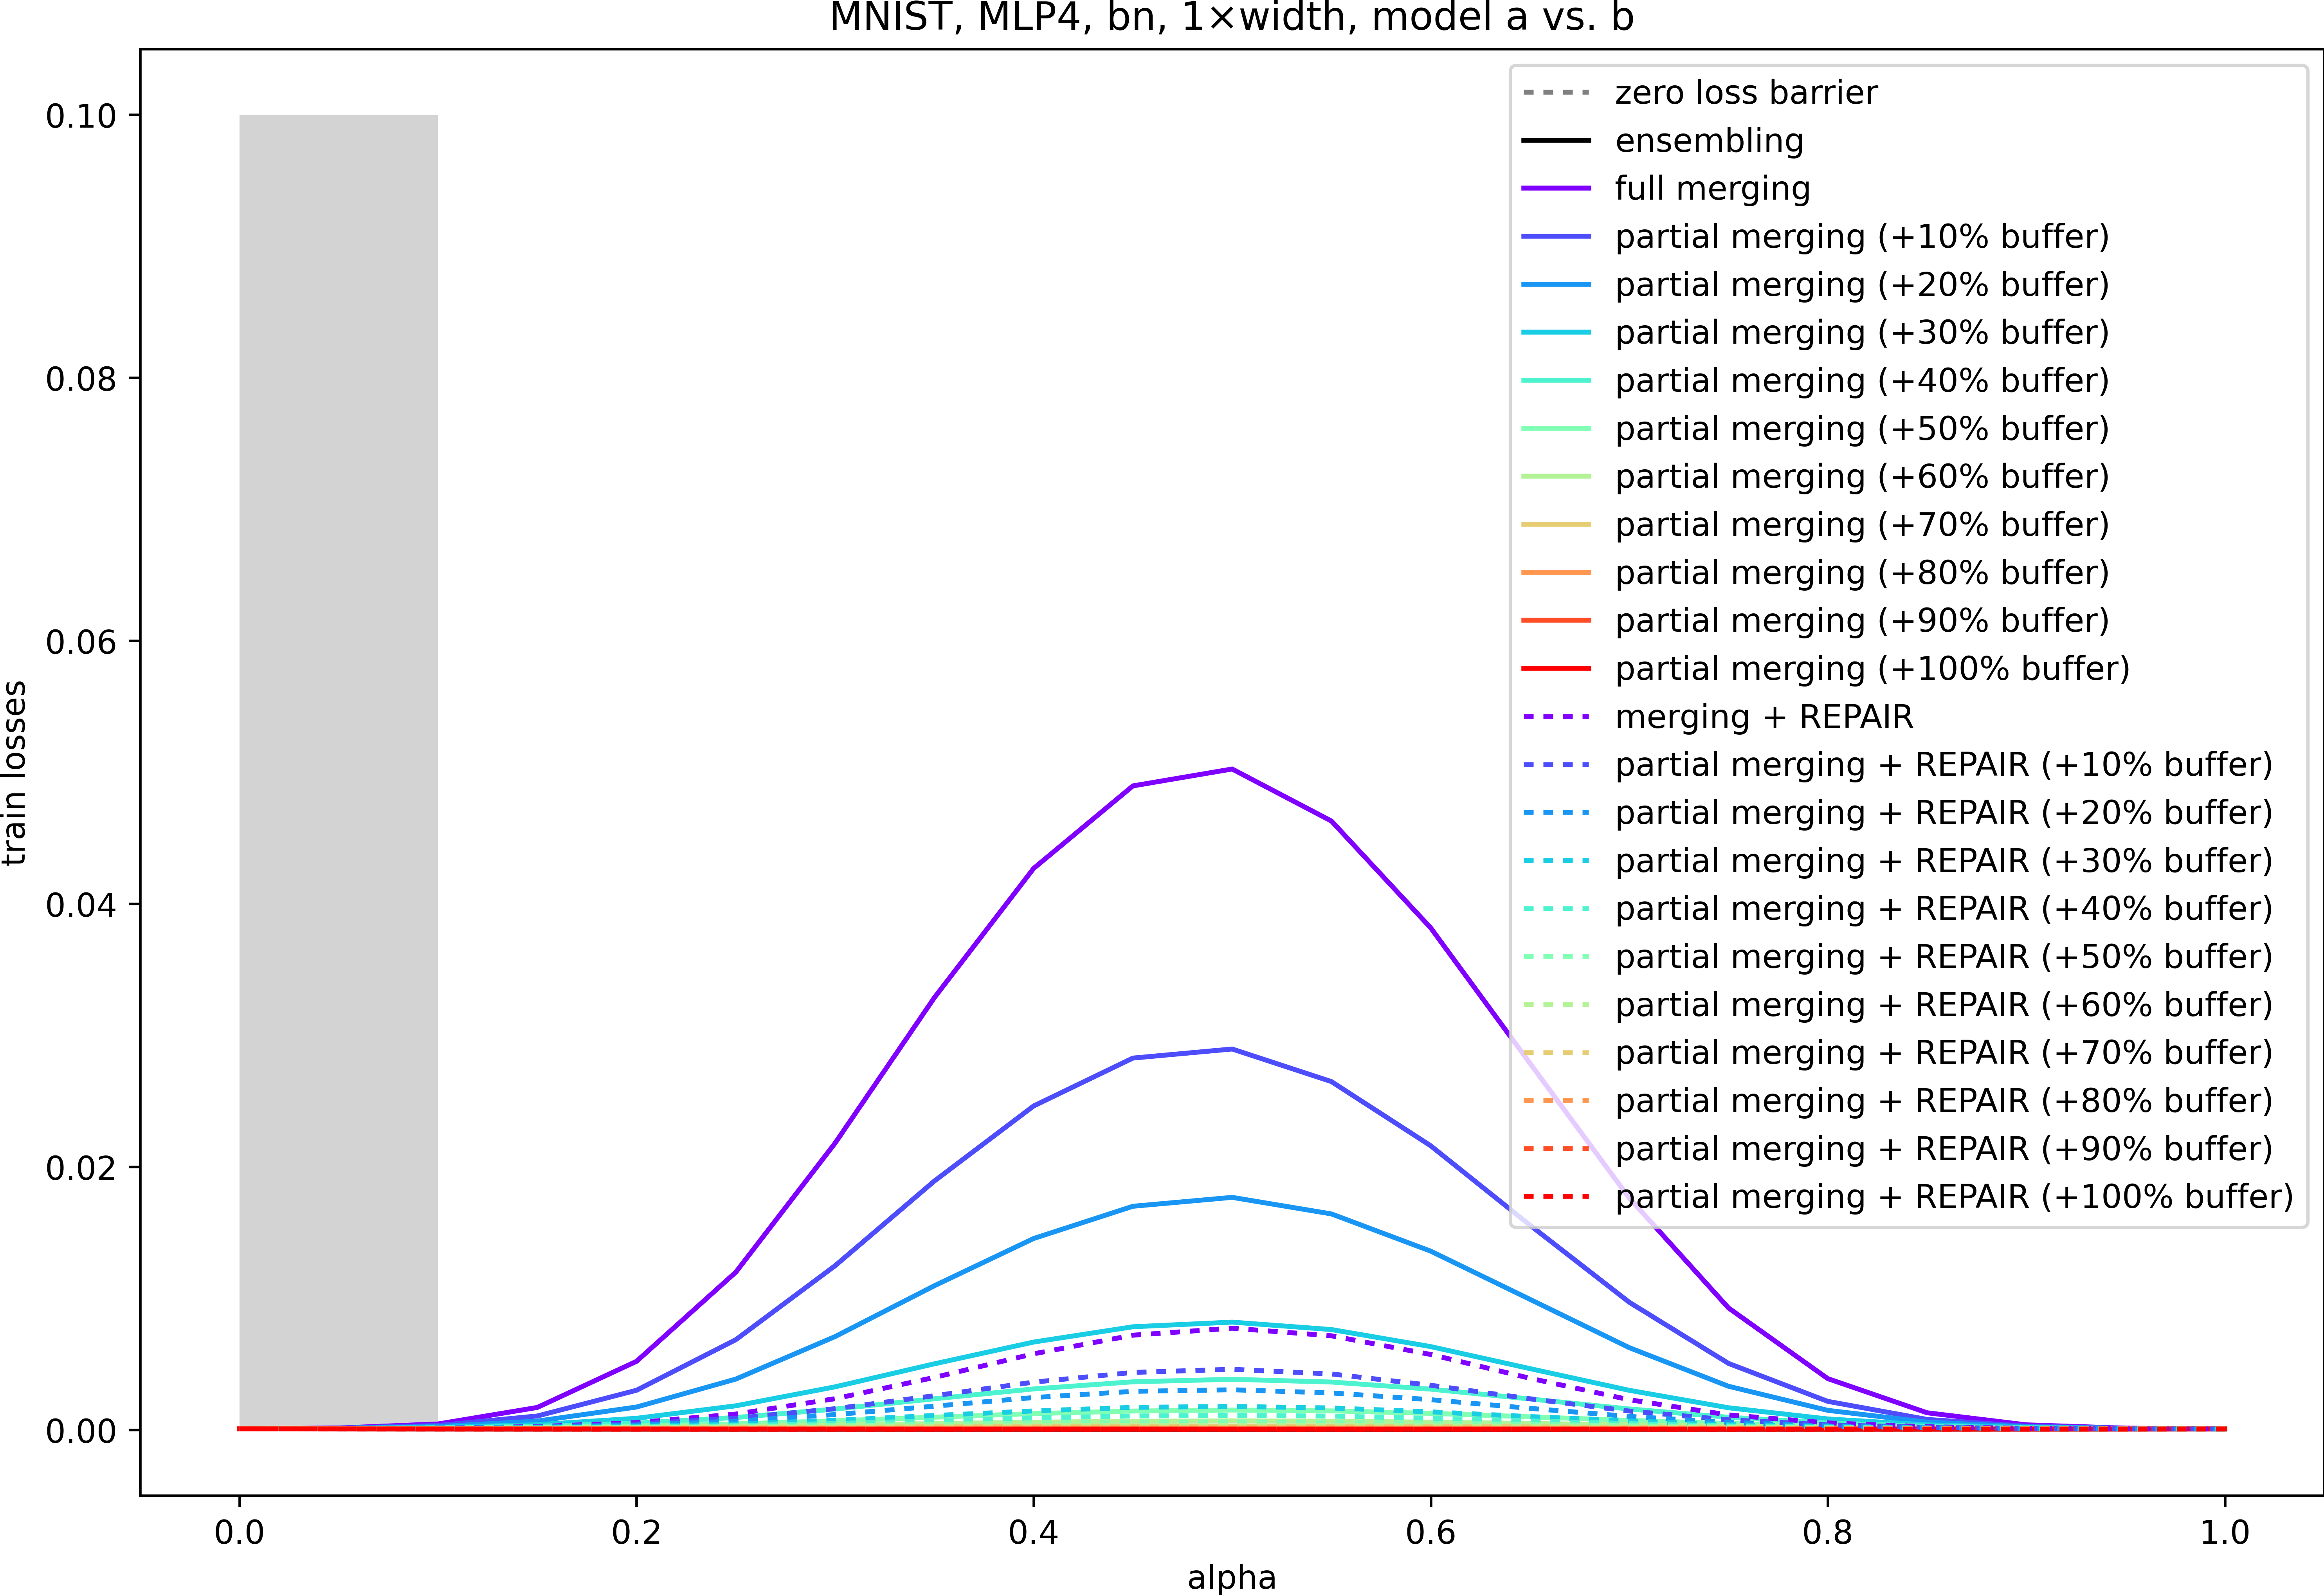 MNIST, MLP4, bn, 1×width, model a vs. b
zero loss barrier
ensembling
full merging
partial merging (+10% buffer)
partial merging (+20% buffer)
partial merging (+30% buffer)
partial merging (+40% buffer)
partial merging (+50% buffer)
partial merging (+60% buffer)
partial merging (+70% buffer)
partial merging (+80% buffer)
partial merging (+90% buffer)
partial merging (+100% buffer)
merging + REPAIR
partial merging + REPAIR (+10% buffer)
partial merging + REPAIR (+20% buffer)
partial merging + REPAIR (+30% buffer)
partial merging + REPAIR (+40% buffer)
partial merging + REPAIR (+50% buffer)
partial merging + REPAIR (+60% buffer)
partial merging + REPAIR (+70% buffer)
partial merging + REPAIR (+80% buffer)
partial merging + REPAIR (+90% buffer)
partial merging + REPAIR (+100% buffer)
train losses
0.10
0.08
0.06
0.04
0.02
0.00
0.0 0.2 0.4 0.6 0.8 1.0
alpha